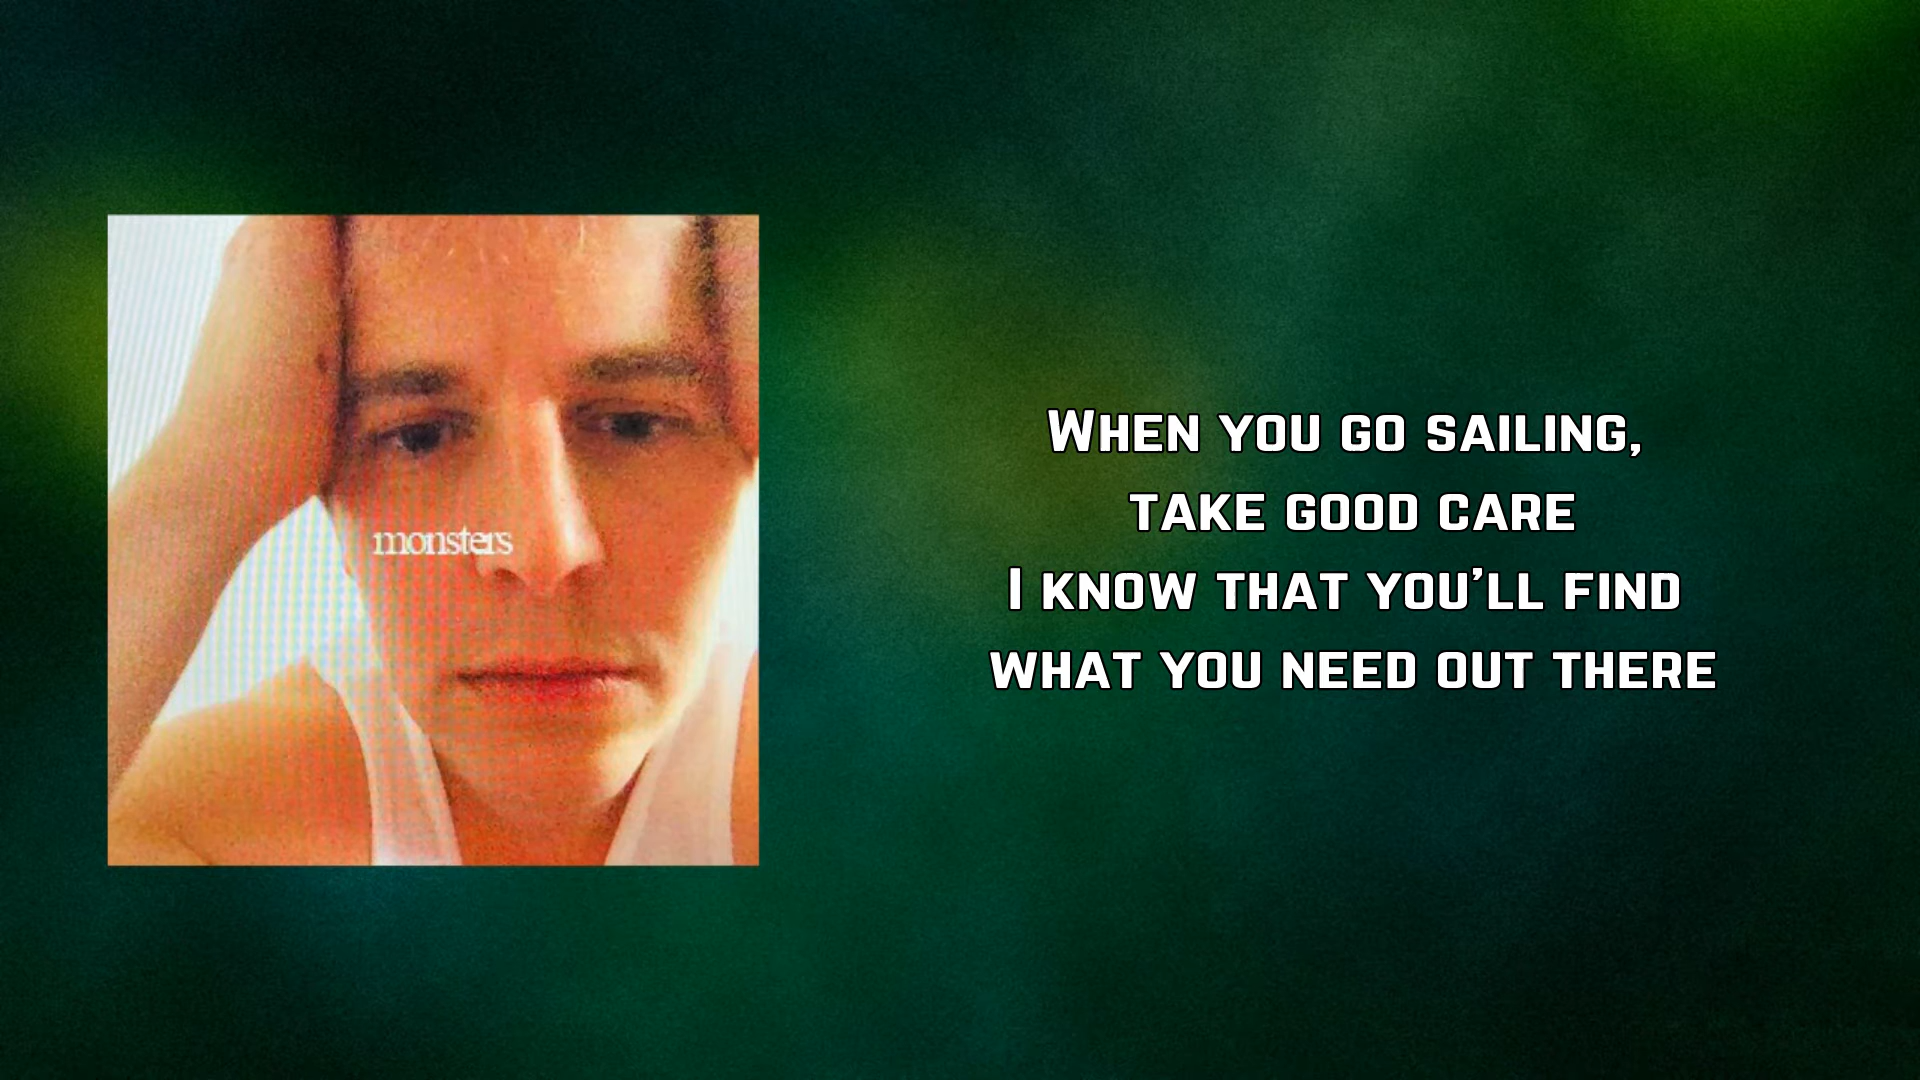 monsters
When you go sailing,
take good care
I know that you’ll find
what you need out there